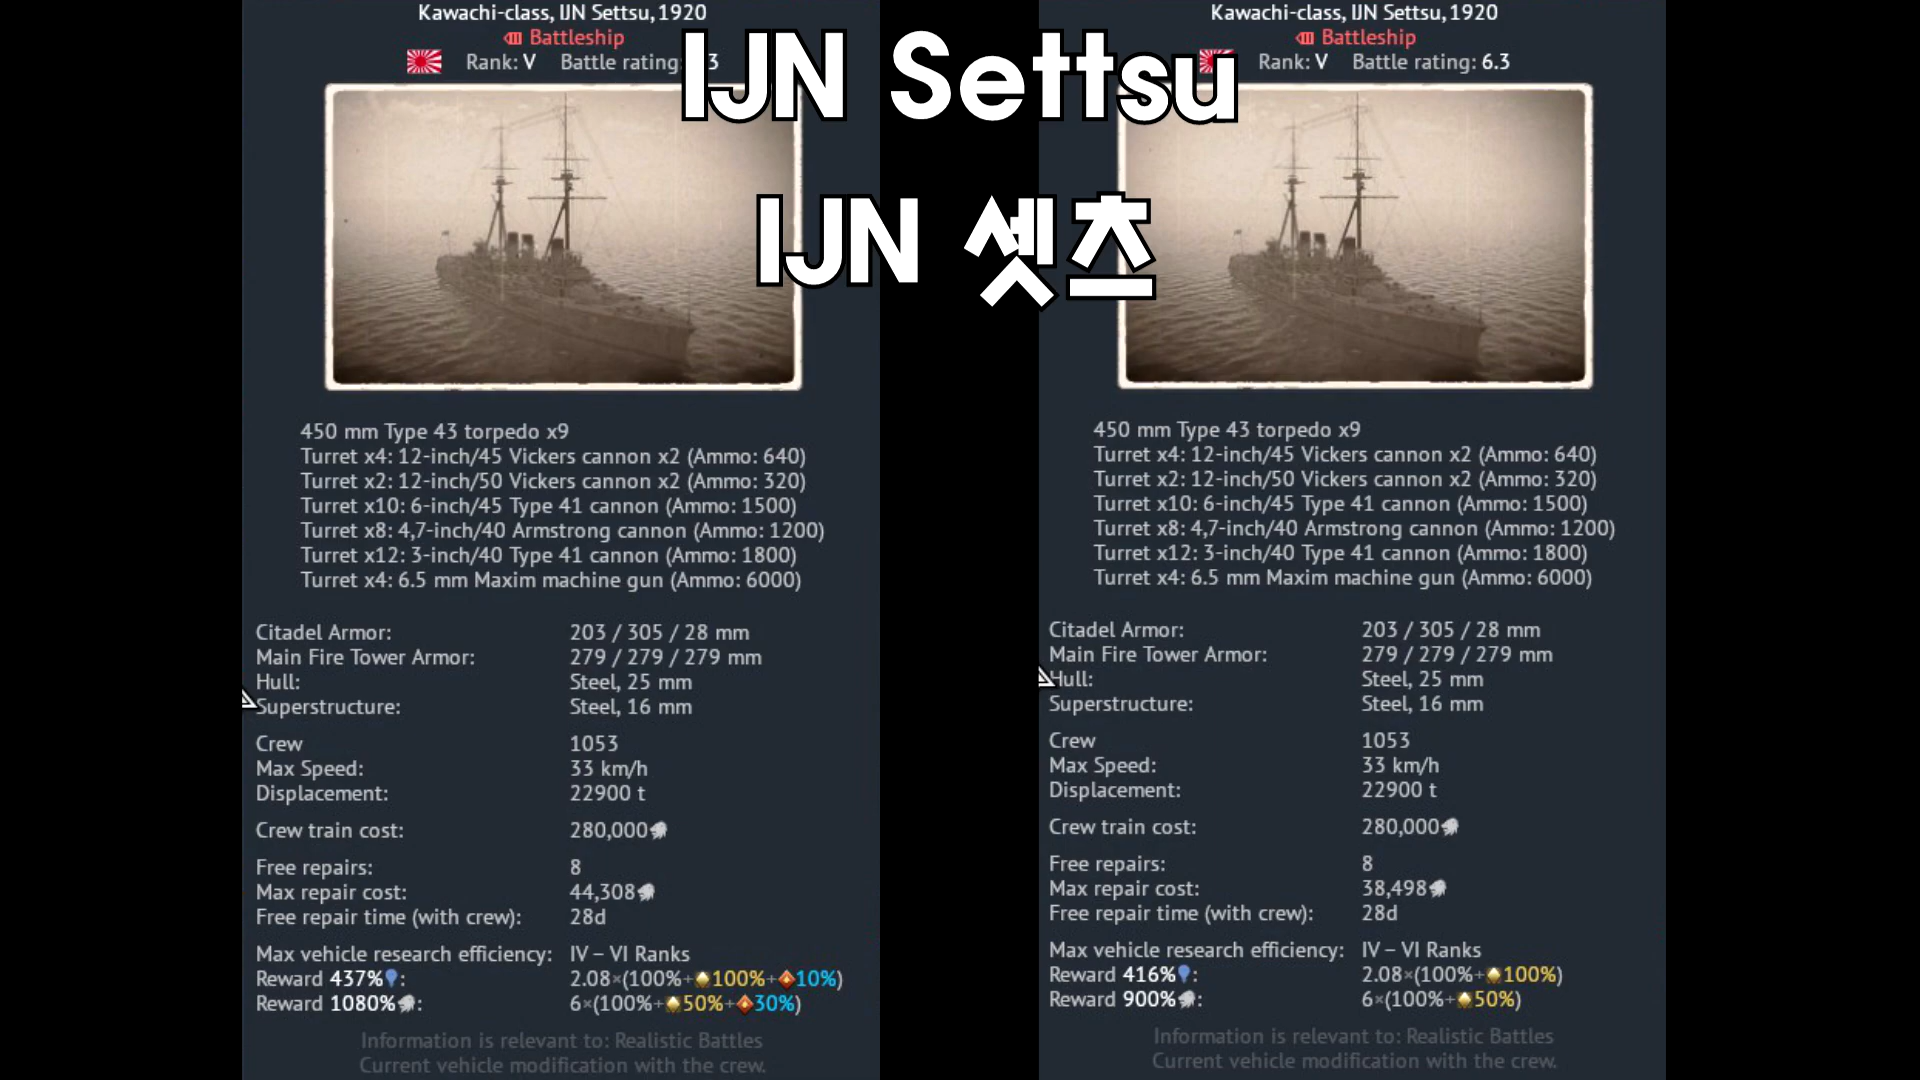 IJN Settsu
IJN 셋츠
Kawachi-class, IJN Settsu, 1920
Battleship
Rank: V Battle rating: 3
450 mm Type 43 torpedo x9
Turret x4: 12-inch/45 Vickers cannon x2 (Ammo: 640)
Turret x2: 12-inch/50 Vickers cannon x2 (Ammo: 320)
Turret x10: 6-inch/45 Type 41 cannon (Ammo: 1500)
Turret x8: 4,7-inch/40 Armstrong cannon (Ammo: 1200)
Turret x12: 3-inch/40 Type 41 cannon (Ammo: 1800)
Turret x4: 6.5 mm Maxim machine gun (Ammo: 6000)
Citadel Armor: 203 / 305 / 28 mm
Main Fire Tower Armor: 279 / 279 / 279 mm
Hull: Steel, 25 mm
Superstructure: Steel, 16 mm
Crew 1053
Max Speed: 33 km/h
Displacement: 22900 t
Crew train cost: 280,000
Free repairs: 8
Max repair cost: 44,308
Free repair time (with crew): 28d
Max vehicle research efficiency: IV – VI Ranks
Reward 437%: 2.08×(100%+100%+10%)
Reward 1080%: 6×(100%+50%+30%)
Information is relevant to: Realistic Battles
Current vehicle modification with the crew.
Kawachi-class, IJN Settsu, 1920
Battleship
Rank: V Battle rating: 6.3
450 mm Type 43 torpedo x9
Turret x4: 12-inch/45 Vickers cannon x2 (Ammo: 640)
Turret x2: 12-inch/50 Vickers cannon x2 (Ammo: 320)
Turret x10: 6-inch/45 Type 41 cannon (Ammo: 1500)
Turret x8: 4,7-inch/40 Armstrong cannon (Ammo: 1200)
Turret x12: 3-inch/40 Type 41 cannon (Ammo: 1800)
Turret x4: 6.5 mm Maxim machine gun (Ammo: 6000)
Citadel Armor: 203 / 305 / 28 mm
Main Fire Tower Armor: 279 / 279 / 279 mm
Hull: Steel, 25 mm
Superstructure: Steel, 16 mm
Crew 1053
Max Speed: 33 km/h
Displacement: 22900 t
Crew train cost: 280,000
Free repairs: 8
Max repair cost: 38,498
Free repair time (with crew): 28d
Max vehicle research efficiency: IV – VI Ranks
Reward 416%: 2.08×(100%+100%)
Reward 900%: 6×(100%+50%)
Information is relevant to: Realistic Battles
Current vehicle modification with the crew.